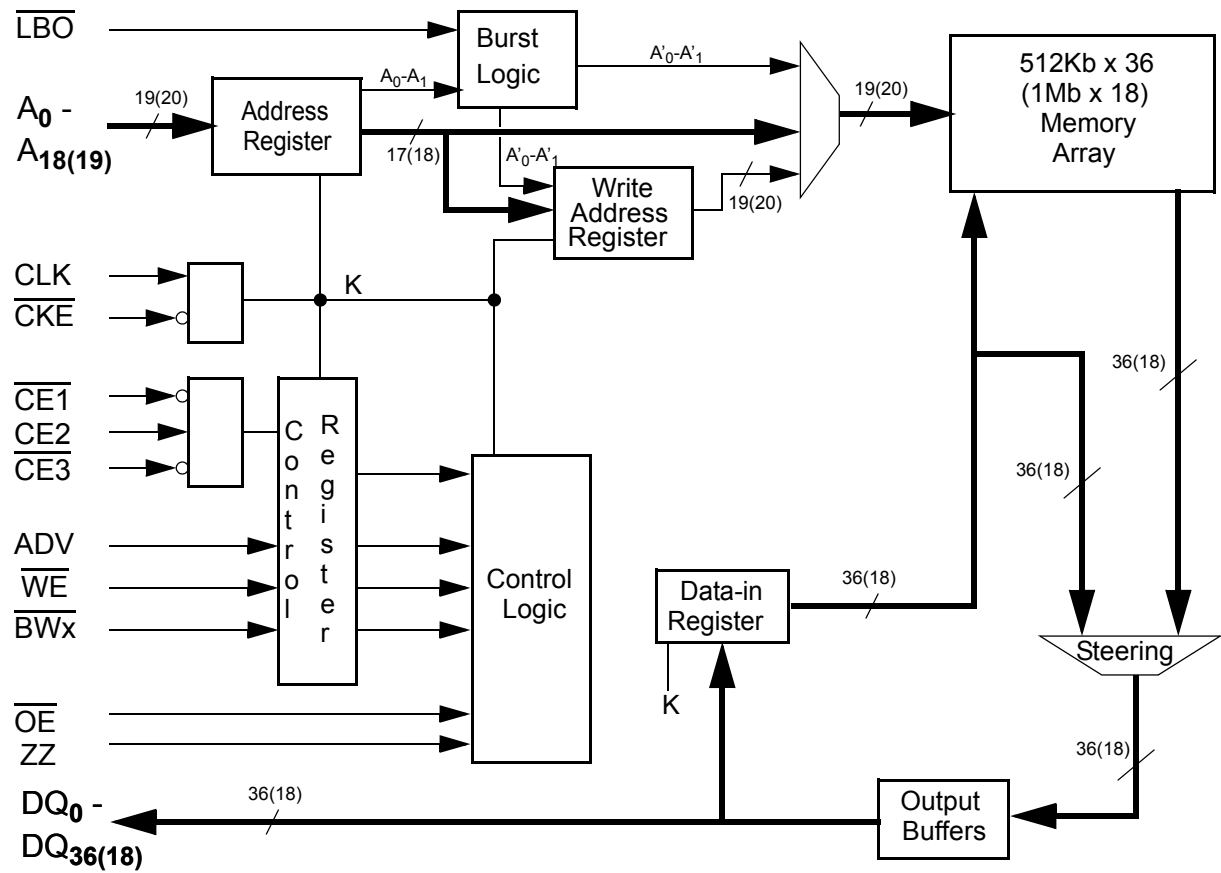 LBO
Burst
Logic
A'0-A'1
512Kb x 36
(1Mb x 18)
Memory
Array
A0-A1
19(20)
19(20)
A0 -
A18(19)
Address
Register
17(18)
A'0-A'1
Write
Address
Register
19(20)
CLK
K
CKE
36(18)
CE1
CE2
CE3
Control
Register
36(18)
ADV
WE
BWx
Control
Logic
36(18)
Data-in
Register
Steering
K
OE
ZZ
36(18)
DQ0 -
DQ36(18)
36(18)
Output
Buffers